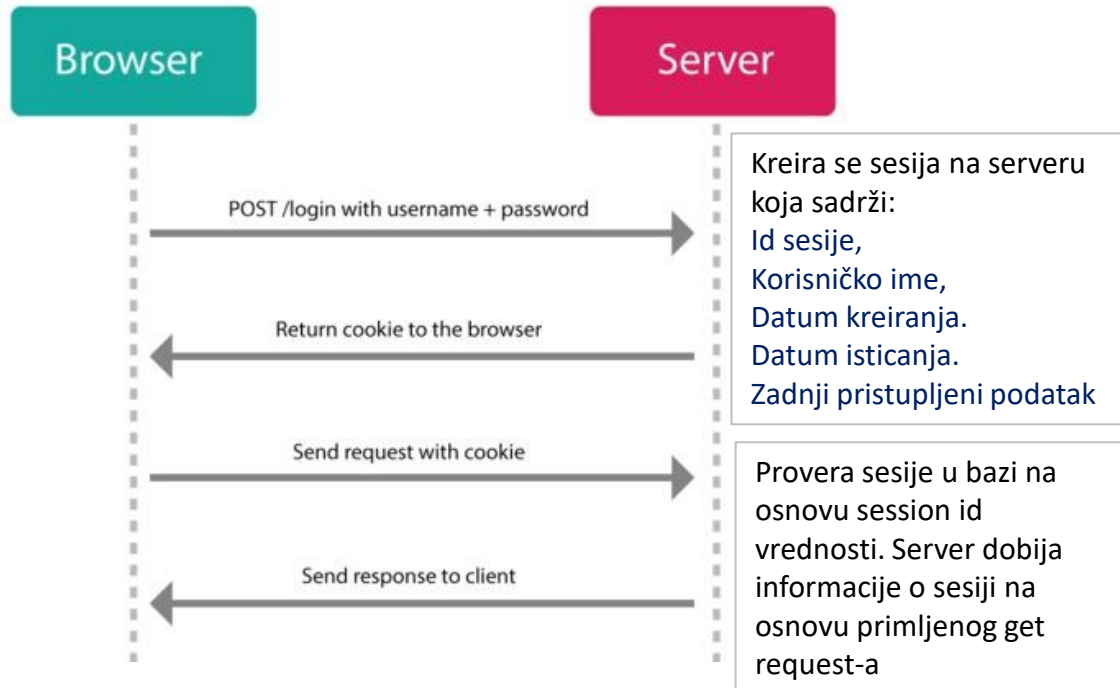 Browser
Server
POST /login with username + password
Return cookie to the browser
Send request with cookie
Send response to client
Kreira se sesija na serveru
koja sadrži:
Id sesije,
Korisničko ime,
Datum kreiranja.
Datum isticanja.
Zadnji pristupljeni podatak
Provera sesije u bazi na
osnovu session id
vrednosti. Server dobija
informacije o sesiji na
osnovu primljenog get
request-a